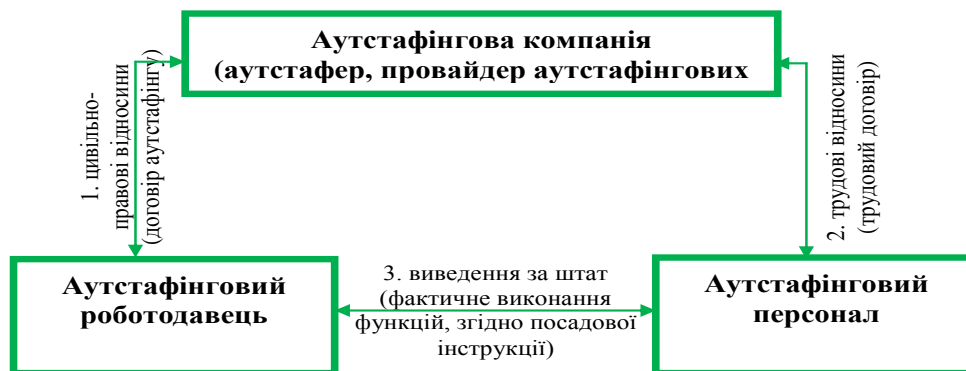 Аутстафінгова компанія
(аутстафер, провайдер аутстафінгових
1. цивільно-
правові відносини
(договір аутстафінгу)
2. трудові відносини
(трудовий договір)
Аутстафінговий
роботодавець
3. виведення за штат
(фактичне виконання
функцій, згідно посадової
інструкції)
Аутстафінговий
персонал